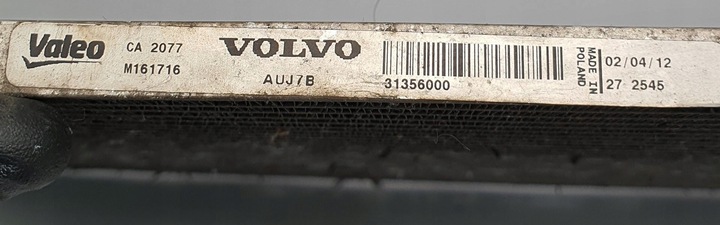 Valeo
CA 2077
M161716
VOLVO
AUJ7B
31356000
MADE IN
POLAND
02/04/12
27 2545